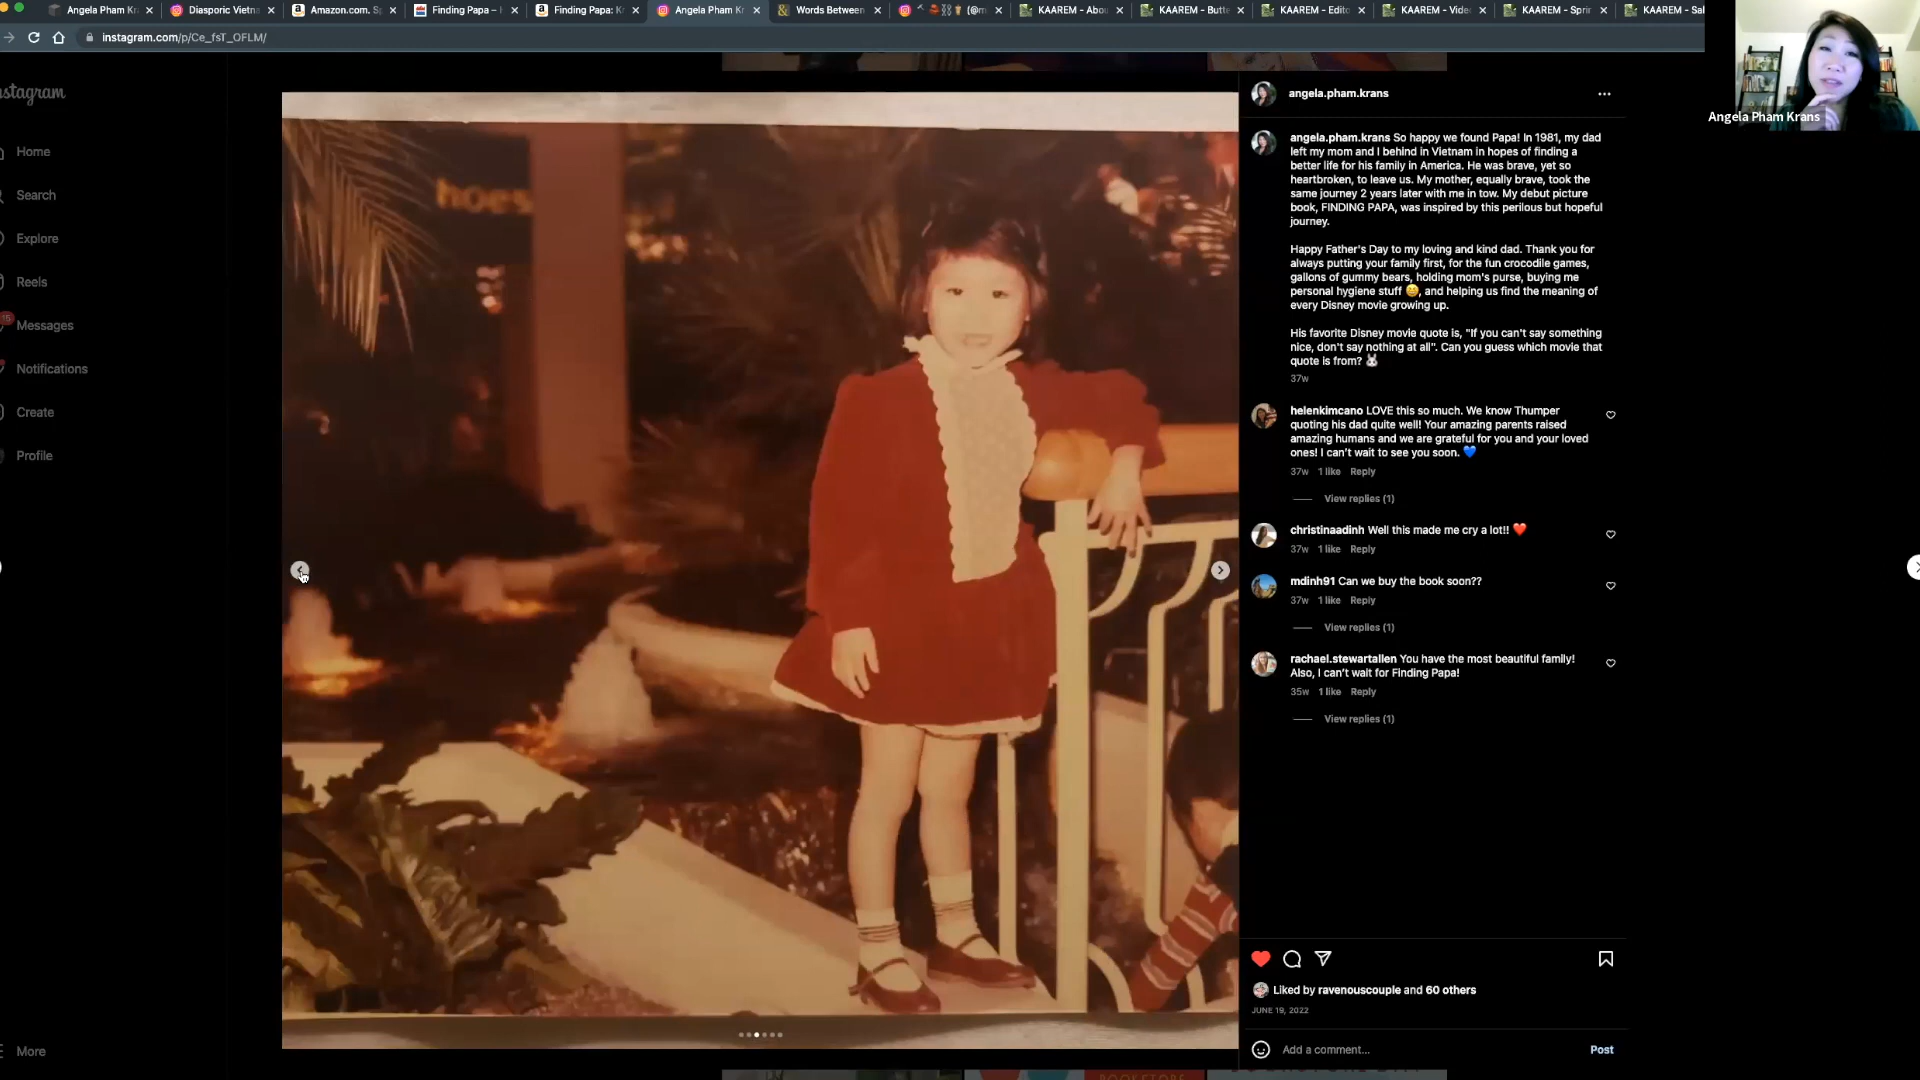 Angela Pham Kr
Diasporic Vietn
Amazon.com. Sp
Finding Papa – H
Finding Papa: Kr
Angela Pham Kr
Words Between
KAAREM - Abou
KAAREM - Butte
KAAREM - Edito
KAAREM - Vide
KAAREM - Sprin
KAAREM - Sal
instagram.com/p/Ce_fsT_OFLM/
Angela Pham Krans
nstagram
Home
Search
Explore
Reels
15
Messages
Notifications
Create
Profile
More
hoes
angela.pham.krans
angela.pham.krans So happy we found Papa! In 1981, my dad
left my mom and I behind in Vietnam in hopes of finding a
better life for his family in America. He was brave, yet so
heartbroken, to leave us. My mother, equally brave, took the
same journey 2 years later with me in tow. My debut picture
book, FINDING PAPA, was inspired by this perilous but hopeful
journey.
Happy Father's Day to my loving and kind dad. Thank you for
always putting your family first, for the fun crocodile games,
gallons of gummy bears, holding mom's purse, buying me
personal hygiene stuff 😄, and helping us find the meaning of
every Disney movie growing up.
His favorite Disney movie quote is, "If you can't say something
nice, don't say nothing at all". Can you guess which movie that
quote is from? 🐰
37w
helenkimcano LOVE this so much. We know Thumper
quoting his dad quite well! Your amazing parents raised
amazing humans and we are grateful for you and your loved
ones! I can't wait to see you soon. 💙
37w 1 like Reply
View replies (1)
christinaadinh Well this made me cry a lot!! ❤️
37w 1 like Reply
mdinh91 Can we buy the book soon??
37w 1 like Reply
View replies (1)
rachael.stewartallen You have the most beautiful family!
Also, I can't wait for Finding Papa!
35w 1 like Reply
View replies (1)
Liked by ravenouscouple and 60 others
JUNE 19, 2022
Add a comment...
Post